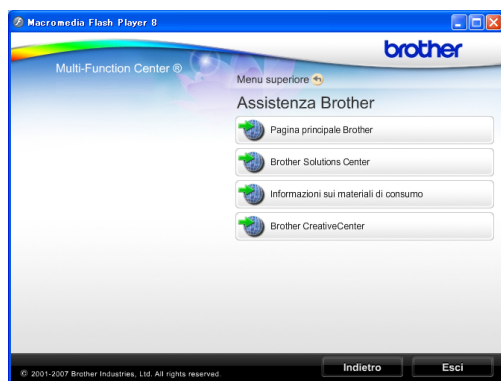 Macromedia Flash Player 8
brother
Multi-Function Center ®
Menu superiore
Assistenza Brother
Pagina principale Brother
Brother Solutions Center
Informazioni sui materiali di consumo
Brother CreativeCenter
Indietro
Esci
© 2001-2007 Brother Industries, Ltd. All rights reserved.